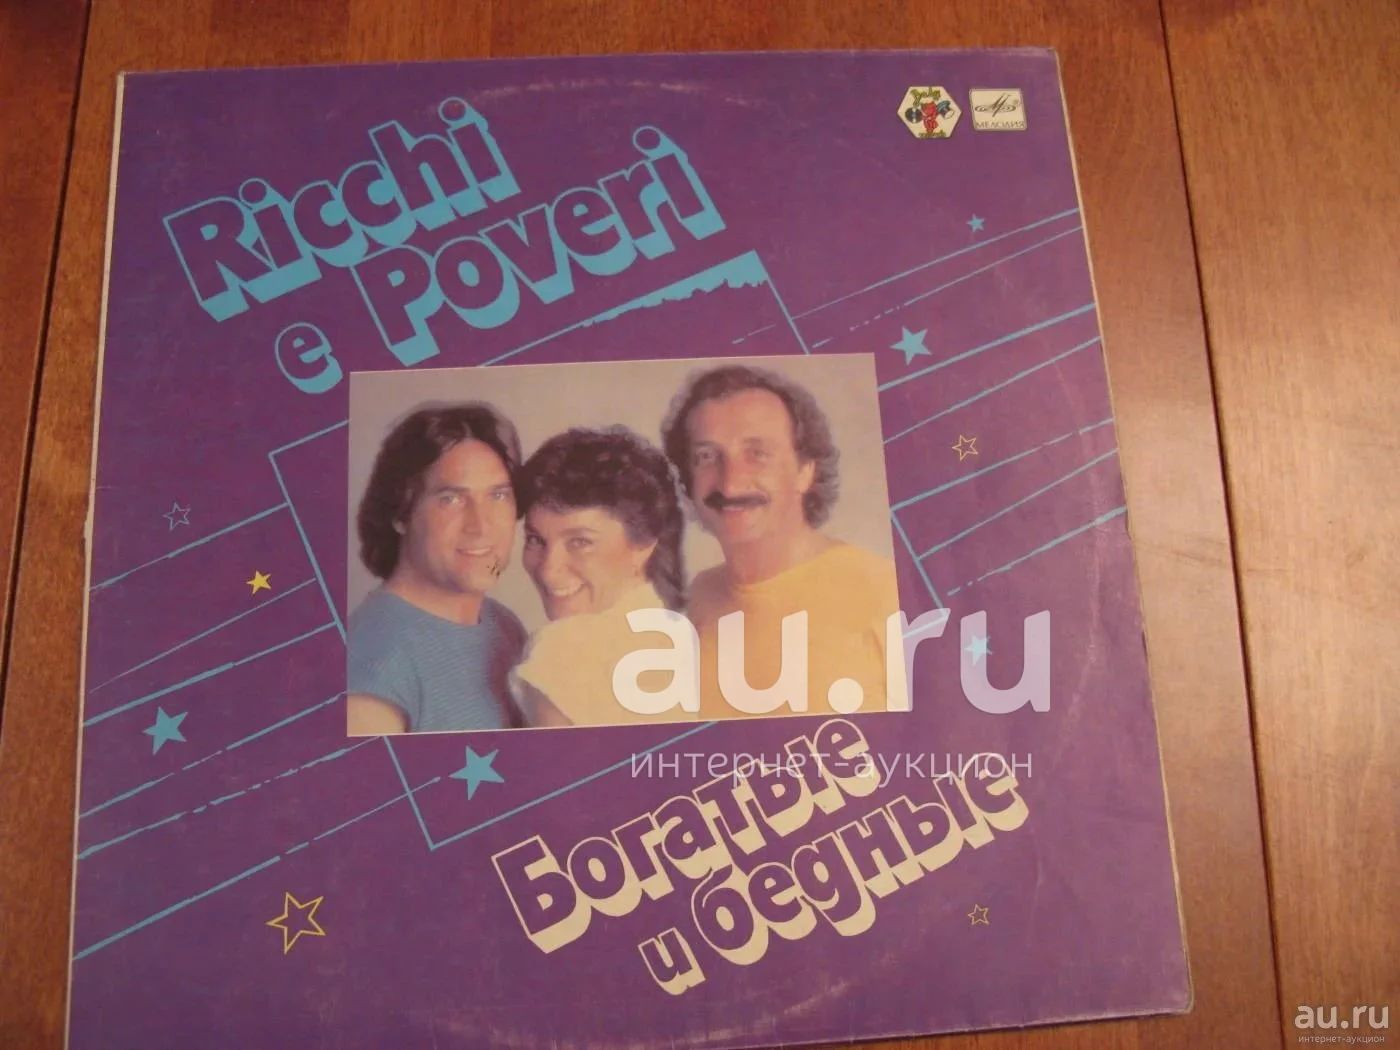 Ricchi
e Poveri
МЕЛОДИЯ
au.ru
интернет-аукцион
Богатые
и бедные
au.ru
интернет-аукцион